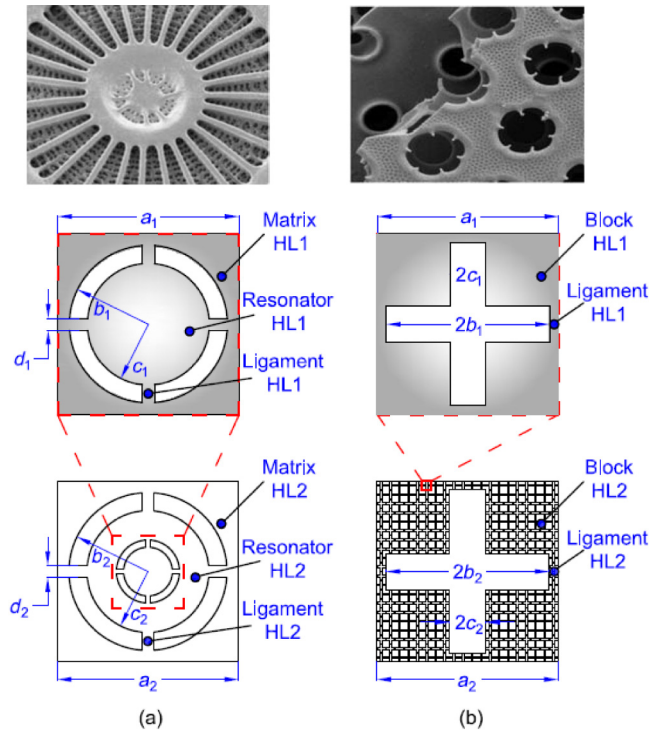 a1
a1
Matrix
HL1
Block
HL1
b1
Resonator
HL1
2c1
Ligament
HL1
d1
2b1
c1
Ligament
HL1
Matrix
HL2
Block
HL2
b2
Resonator
HL2
Ligament
HL2
d2
2b2
c2
Ligament
HL2
2c2
a2
a2
(a)
(b)